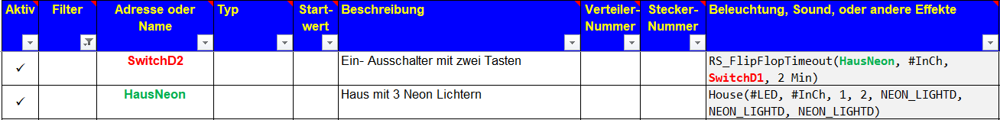 Aktiv Filter Adresse oder Name Typ Start-wert Beschreibung Verteiler-Nummer Stecker-Nummer Beleuchtung, Sound, oder andere Effekte
✓ SwitchD2 Ein- Ausschalter mit zwei Tasten RS_FlipFlopTimeout(HausNeon, #InCh,
SwitchD1, 2 Min)
✓ HausNeon Haus mit 3 Neon Lichtern House(#LED, #InCh, 1, 2, NEON_LIGHTD,
NEON_LIGHTD, NEON_LIGHTD)